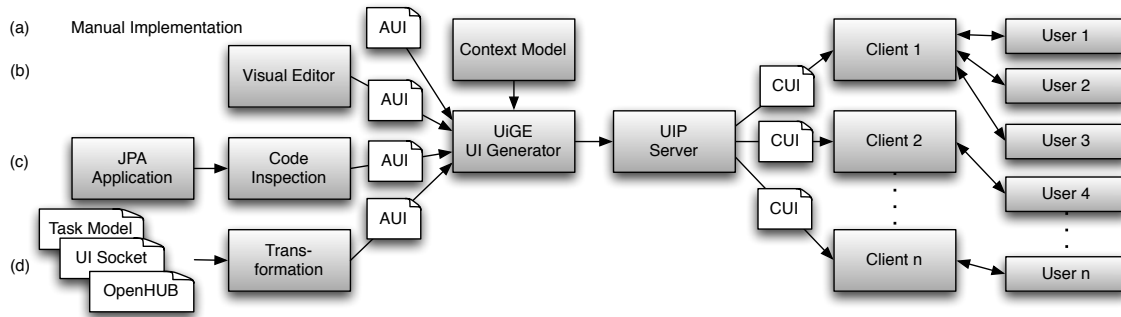 (a)
Manual Implementation
AUI
Context Model
Client 1
User 1
(b)
Visual Editor
AUI
CUI
User 2
UiGE
UI Generator
UIP
Server
CUI
Client 2
User 3
(c)
JPA
Application
Code
Inspection
AUI
User 4
Task Model
UI Socket
OpenHUB
AUI
CUI
(d)
Trans-
formation
Client n
User n